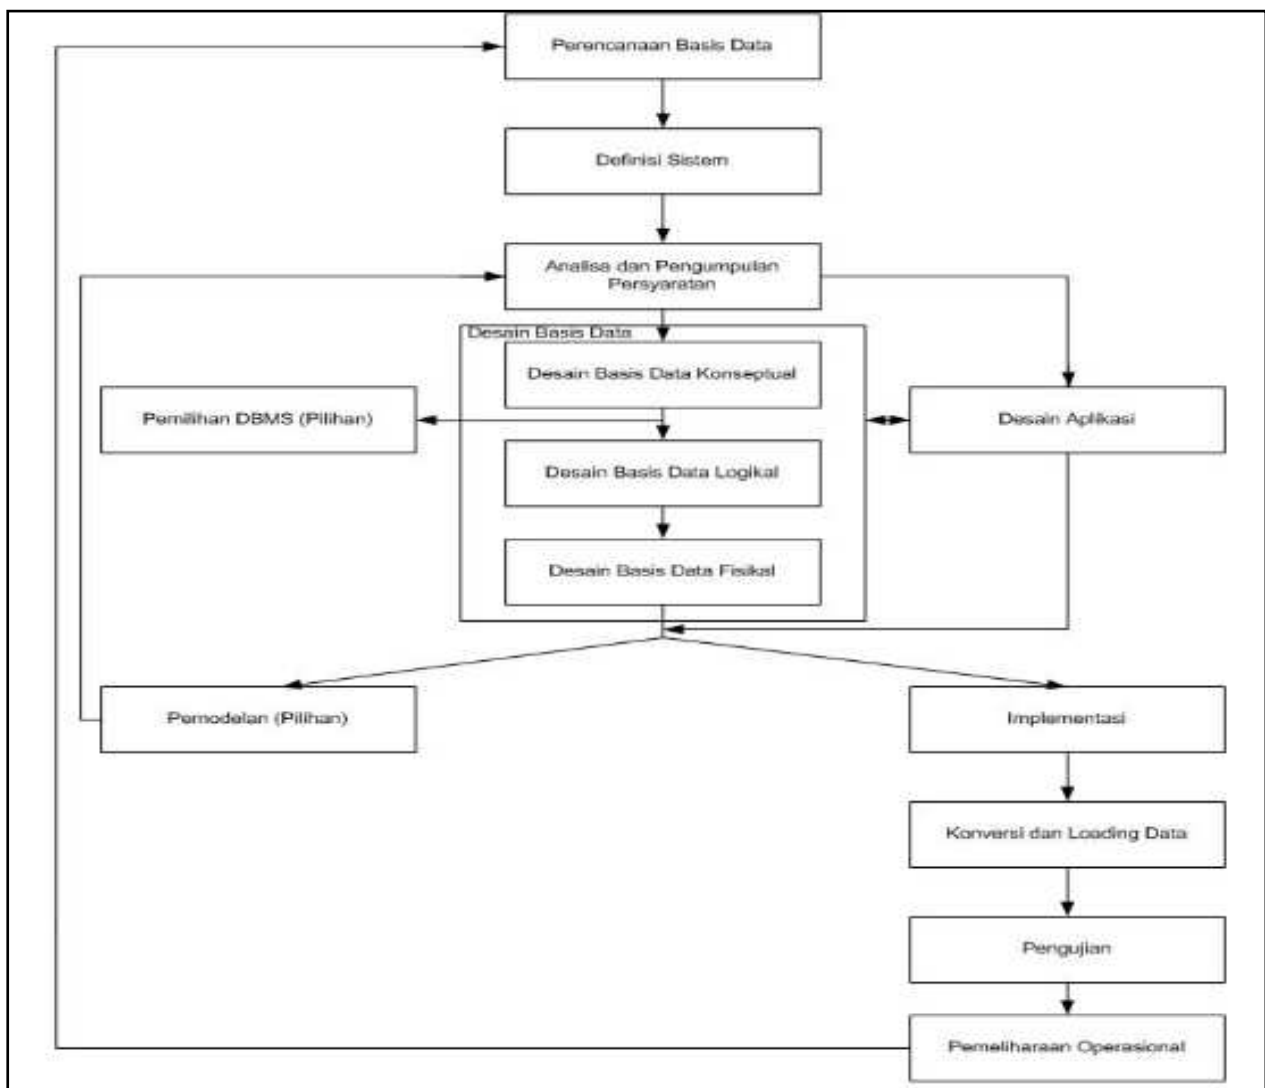 Perencanaan Basis Data
Definisi Sistem
Analisa dan Pengumpulan
Persyaratan
Desain Basis Data
Desain Basis Data Konseptual
Pemilihan DBMS (Pilihan)
Desain Aplikasi
Desain Basis Data Logikal
Desain Basis Data Fisikal
Pemodelan (Pilihan)
Implementasi
Konversi dan Loading Data
Pengujian
Pemeliharaan Operasional